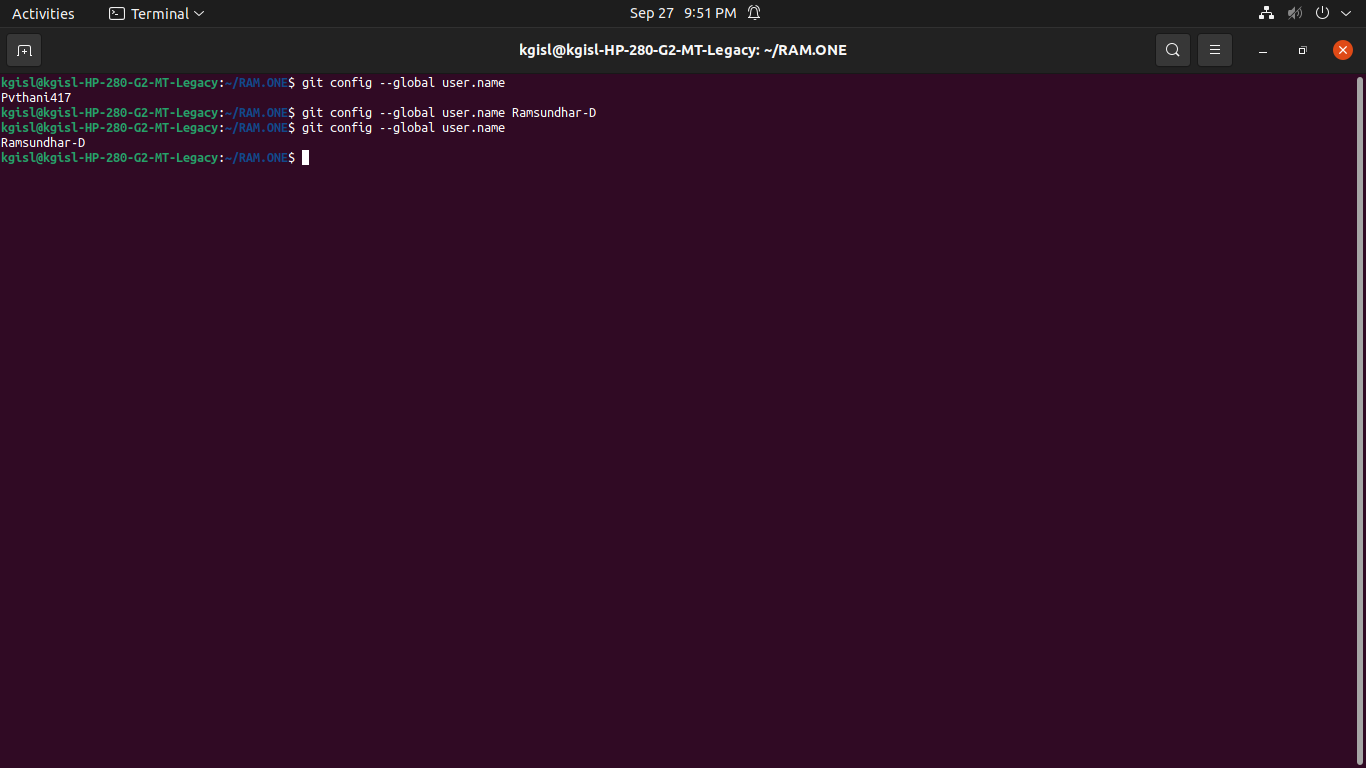 Activities Terminal Sep 27 9:51 PM
kgisl@kgisl-HP-280-G2-MT-Legacy: ~/RAM.ONE
kgisl@kgisl-HP-280-G2-MT-Legacy:~/RAM.ONE$ git config --global user.name
Pvthani417
kgisl@kgisl-HP-280-G2-MT-Legacy:~/RAM.ONE$ git config --global user.name Ramsundhar-D
kgisl@kgisl-HP-280-G2-MT-Legacy:~/RAM.ONE$ git config --global user.name
Ramsundhar-D
kgisl@kgisl-HP-280-G2-MT-Legacy:~/RAM.ONE$